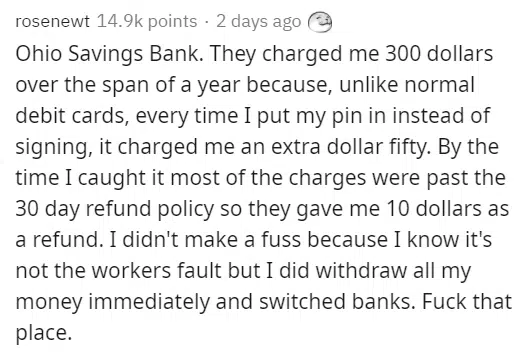 rosenewt 14.9k points · 2 days ago
Ohio Savings Bank. They charged me 300 dollars
over the span of a year because, unlike normal
debit cards, every time I put my pin in instead of
signing, it charged me an extra dollar fifty. By the
time I caught it most of the charges were past the
30 day refund policy so they gave me 10 dollars as
a refund. I didn't make a fuss because I know it's
not the workers fault but I did withdraw all my
money immediately and switched banks. Fuck that
place.